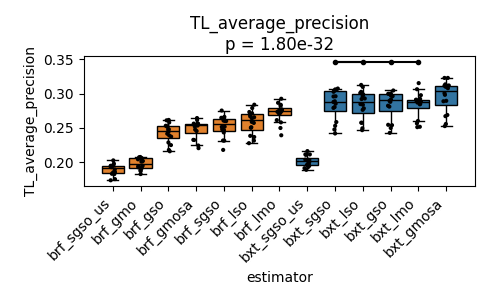 TL_average_precision
p = 1.80e-32
TL_average_precision
0.35
0.30
0.25
0.20
brf_sgso_us
brf_gmo
brf_gso
brf_gmosa
brf_sgso
brf_lso
brf_lmo
bxt_sgso_us
bxt_sgso
bxt_lso
bxt_gso
bxt_lmo
bxt_gmosa
estimator